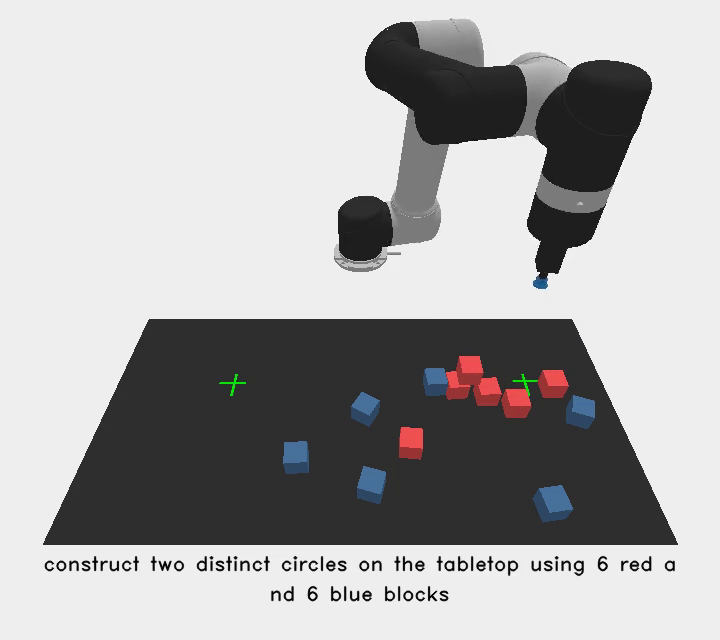 construct two distinct circles on the tabletop using 6 red a
nd 6 blue blocks